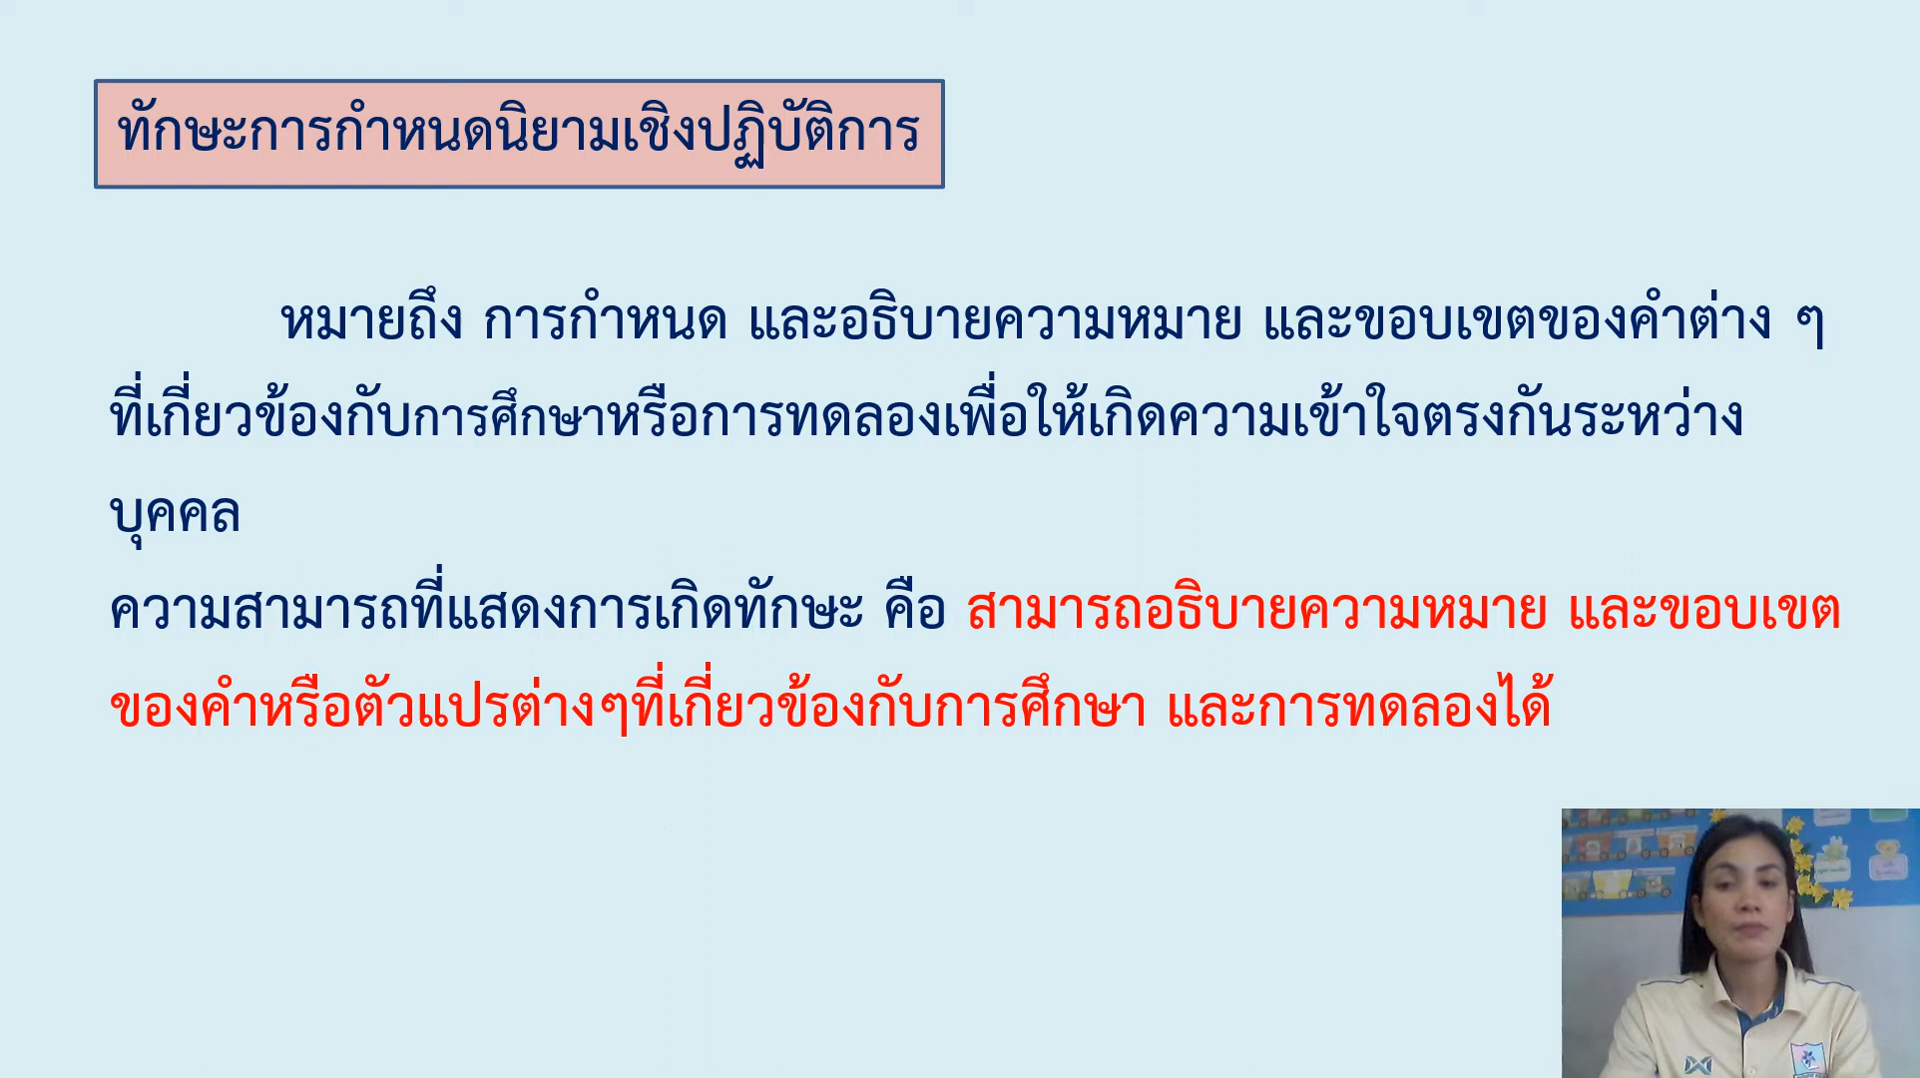 ทักษะการกำหนดนิยามเชิงปฏิบัติการ
หมายถึง การกำหนด และอธิบายความหมาย และขอบเขตของคำต่าง ๆ
ที่เกี่ยวข้องกับการศึกษาหรือการทดลองเพื่อให้เกิดความเข้าใจตรงกันระหว่าง
บุคคล
ความสามารถที่แสดงการเกิดทักษะ คือ สามารถอธิบายความหมาย และขอบเขต
ของคำหรือตัวแปรต่างๆที่เกี่ยวข้องกับการศึกษา และการทดลองได้